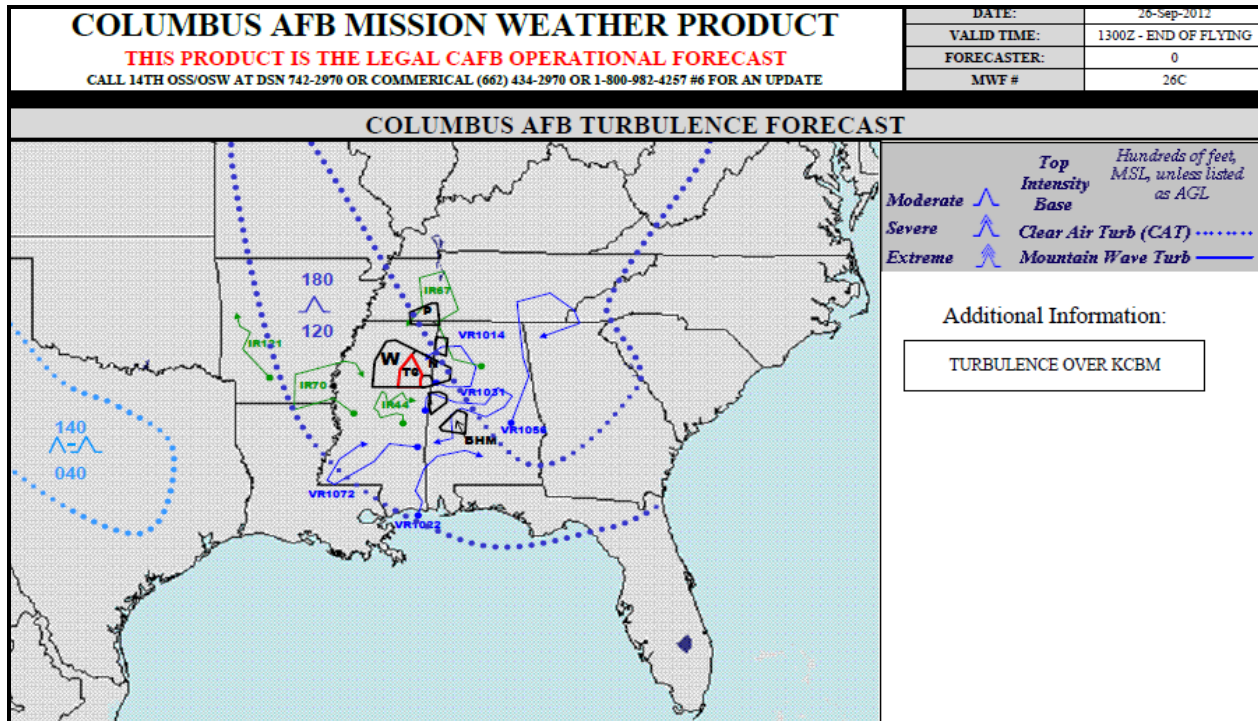 COLUMBUS AFB MISSION WEATHER PRODUCT
THIS PRODUCT IS THE LEGAL CAFB OPERATIONAL FORECAST
CALL 14TH OSS/OSW AT DSN 742-2970 OR COMMERICAL (662) 434-2970 OR 1-800-982-4257 #6 FOR AN UPDATE
DATE: 26-Sep-2012
VALID TIME: 1300Z - END OF FLYING
FORECASTER: 0
MWF # 26C
COLUMBUS AFB TURBULENCE FORECAST
Moderate
Severe
Extreme
Top
Intensity
Base
Hundreds of feet,
MSL, unless listed
as AGL
Clear Air Turb (CAT)
Mountain Wave Turb
Additional Information:
TURBULENCE OVER KCBM
180
120
IR67
P
VR1014
IR121
W
TG
IR70
VR1031
IR44
VR1056
BHM
140
040
VR1072
VR1022